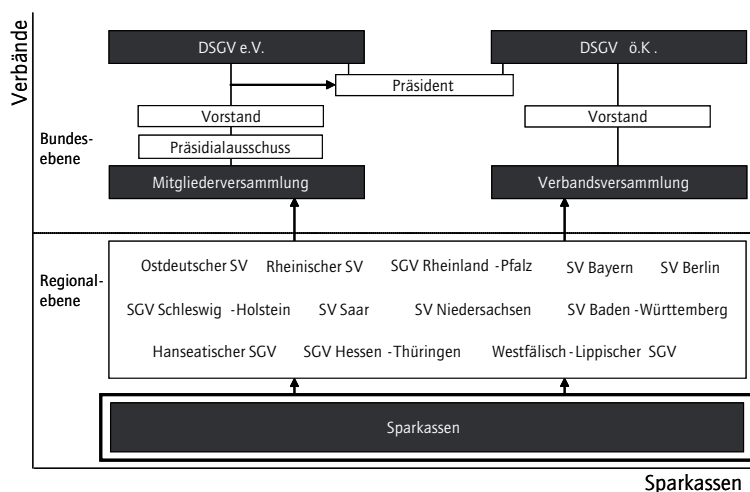 Verbände
DSGV e.V.
DSGV ö.K.
Präsident
Vorstand
Vorstand
Bundes-
ebene
Präsidialausschuss
Mitgliederversammlung
Verbandsversammlung
Regional-
ebene
Ostdeutscher SV Rheinischer SV SGV Rheinland -Pfalz SV Bayern SV Berlin
SGV Schleswig -Holstein SV Saar SV Niedersachsen SV Baden -Württemberg
Hanseatischer SGV SGV Hessen -Thüringen Westfälisch-Lippischer SGV
Sparkassen
Sparkassen